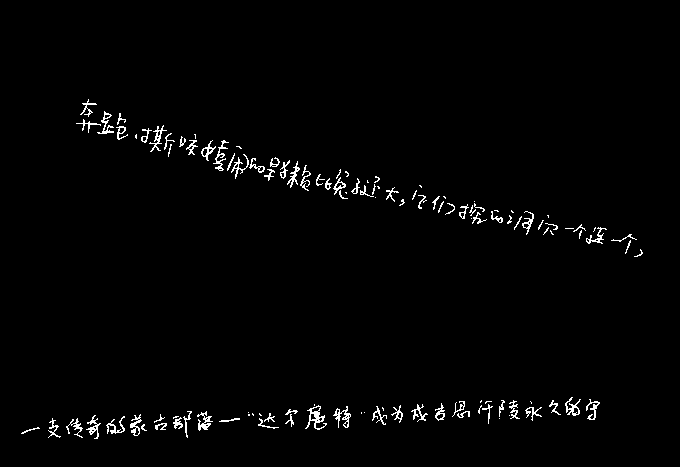 奔跑、撕咬嬉闹的旱獭比兔还大,它们挖的洞穴一个连一个,
一支传奇的蒙古部落—“达尔扈特”成为成吉思汗陵永久的守